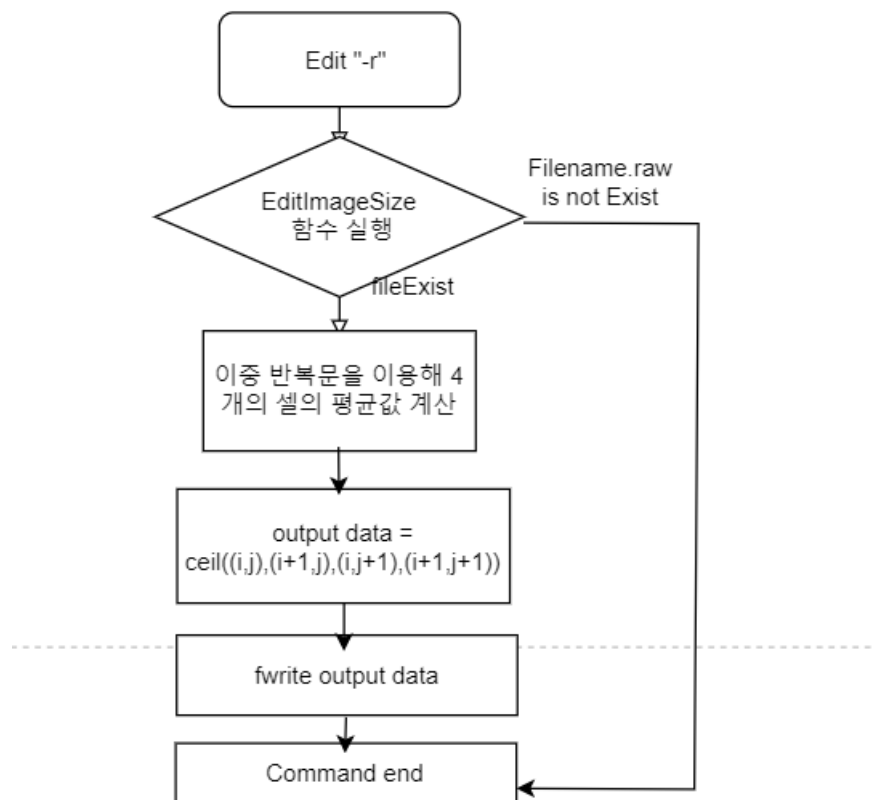 Edit "-r"
EditImageSize
함수 실행
Filename.raw
is not Exist
fileExist
이중 반복문을 이용해 4
개의 셀의 평균값 계산
output data =
ceil((i,j),(i+1,j),(i,j+1),(i+1,j+1))
fwrite output data
Command end